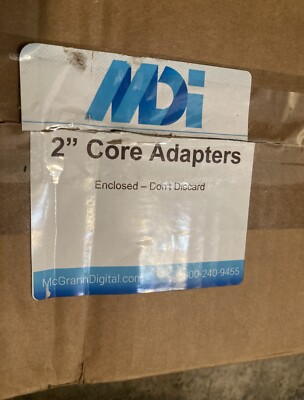 MDi
2” Core Adapters
Enclosed – Don't Discard
McGrannDigital.com
800-240-9455